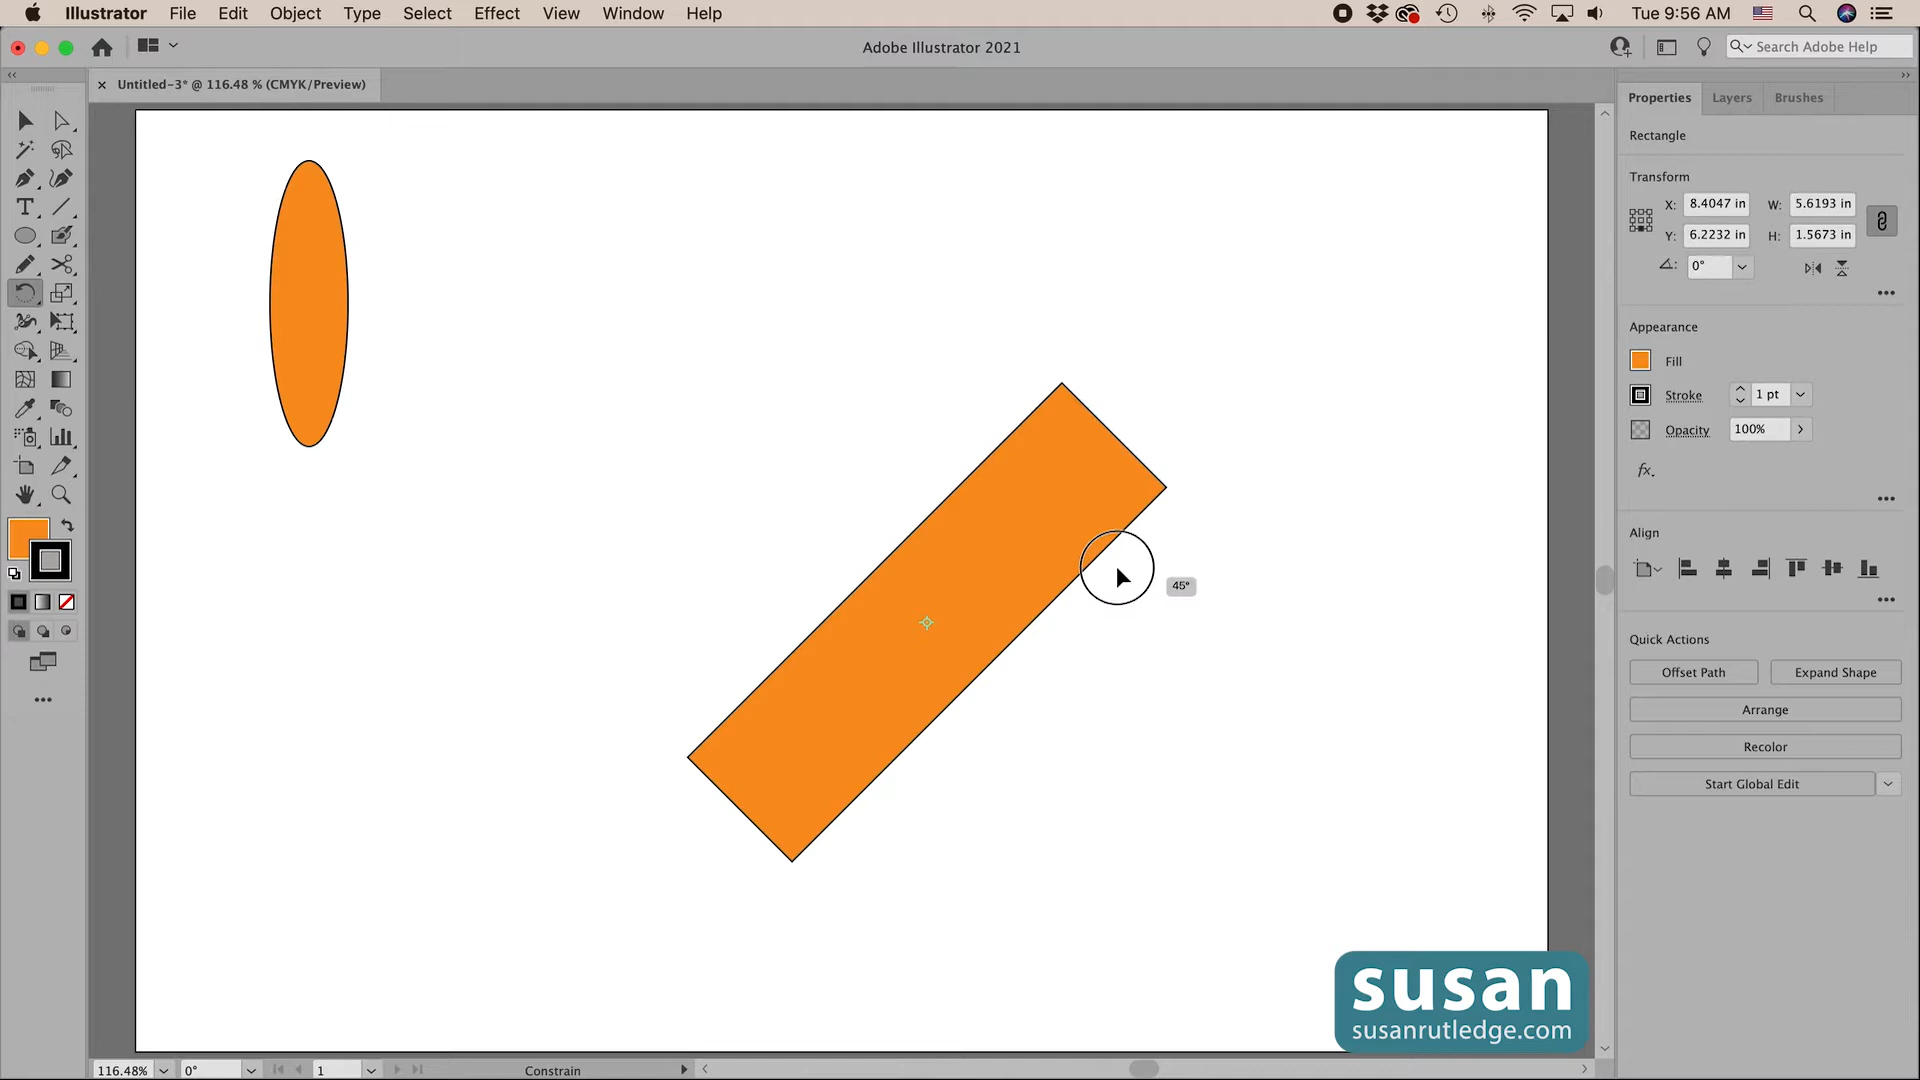 Illustrator File Edit Object Type Select Effect View Window Help Tue 9:56 AM
Adobe Illustrator 2021 Search Adobe Help
× Untitled-3* @ 116.48 % (CMYK/Preview)
Properties Layers Brushes
Rectangle
Transform
X: 8.4047 in W: 5.6193 in
Y: 6.2232 in H: 1.5673 in
0°
Appearance
Fill
Stroke 1 pt
Opacity 100%
fx.
Align
45°
Quick Actions
Offset Path Expand Shape
Arrange
Recolor
Start Global Edit
susan
susanrutledge.com
116.48% 0° 1 Constrain